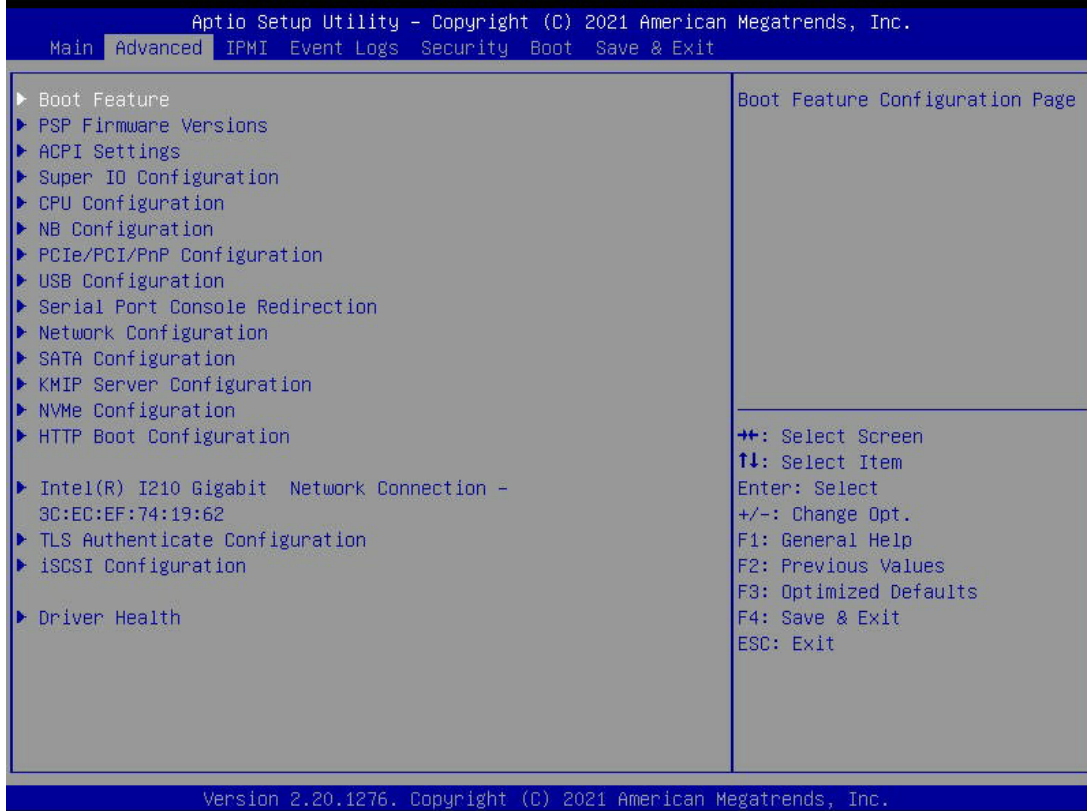 Aptio Setup Utility – Copyright (C) 2021 American Megatrends, Inc.
Main Advanced IPMI Event Logs Security Boot Save & Exit
Boot Feature
PSP Firmware Versions
ACPI Settings
Super IO Configuration
CPU Configuration
NB Configuration
PCIe/PCI/PnP Configuration
USB Configuration
Serial Port Console Redirection
Network Configuration
SATA Configuration
KMIP Server Configuration
NVMe Configuration
HTTP Boot Configuration
Intel(R) I210 Gigabit  Network Connection –
3C:EC:EF:74:19:62
TLS Authenticate Configuration
iSCSI Configuration
Driver Health
Boot Feature Configuration Page
→←: Select Screen
↑↓: Select Item
Enter: Select
+/-: Change Opt.
F1: General Help
F2: Previous Values
F3: Optimized Defaults
F4: Save & Exit
ESC: Exit
Version 2.20.1276. Copyright (C) 2021 American Megatrends, Inc.